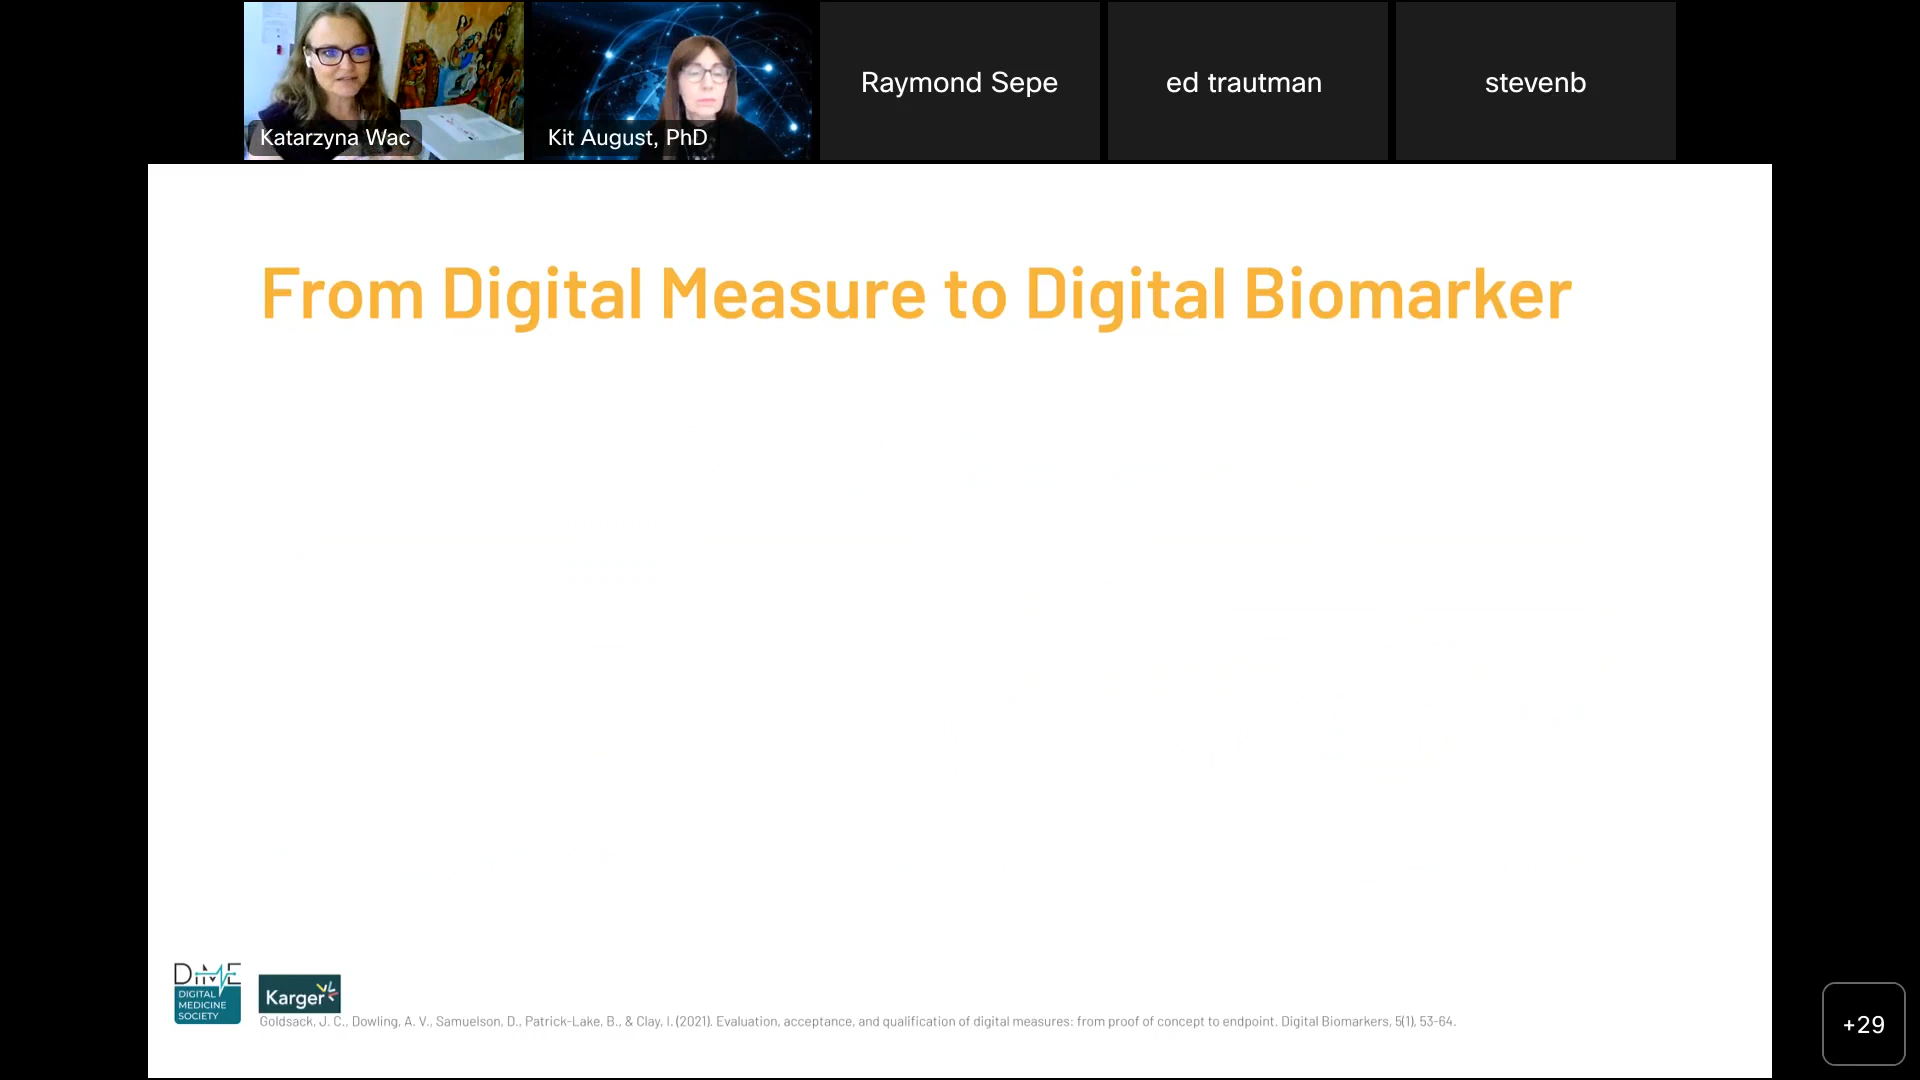 Katarzyna Wac
Kit August, PhD
Raymond Sepe
ed trautman
stevenb
From Digital Measure to Digital Biomarker
DiME
DIGITAL
MEDICINE
SOCIETY
Karger
Goldsack, J. C., Dowling, A. V., Samuelson, D., Patrick-Lake, B., & Clay, I. (2021). Evaluation, acceptance, and qualification of digital measures: from proof of concept to endpoint. Digital Biomarkers, 5(1), 53-64.
+29